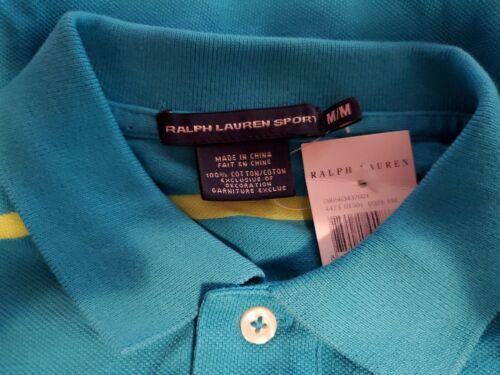 RALPH LAUREN SPORT
M/M
MADE IN CHINA
FAIT EN CHINE
100% COTTON/COTON
EXCLUSIVE OF
DECORATION
GARNITURE EXCLUE
RALPH LAUREN